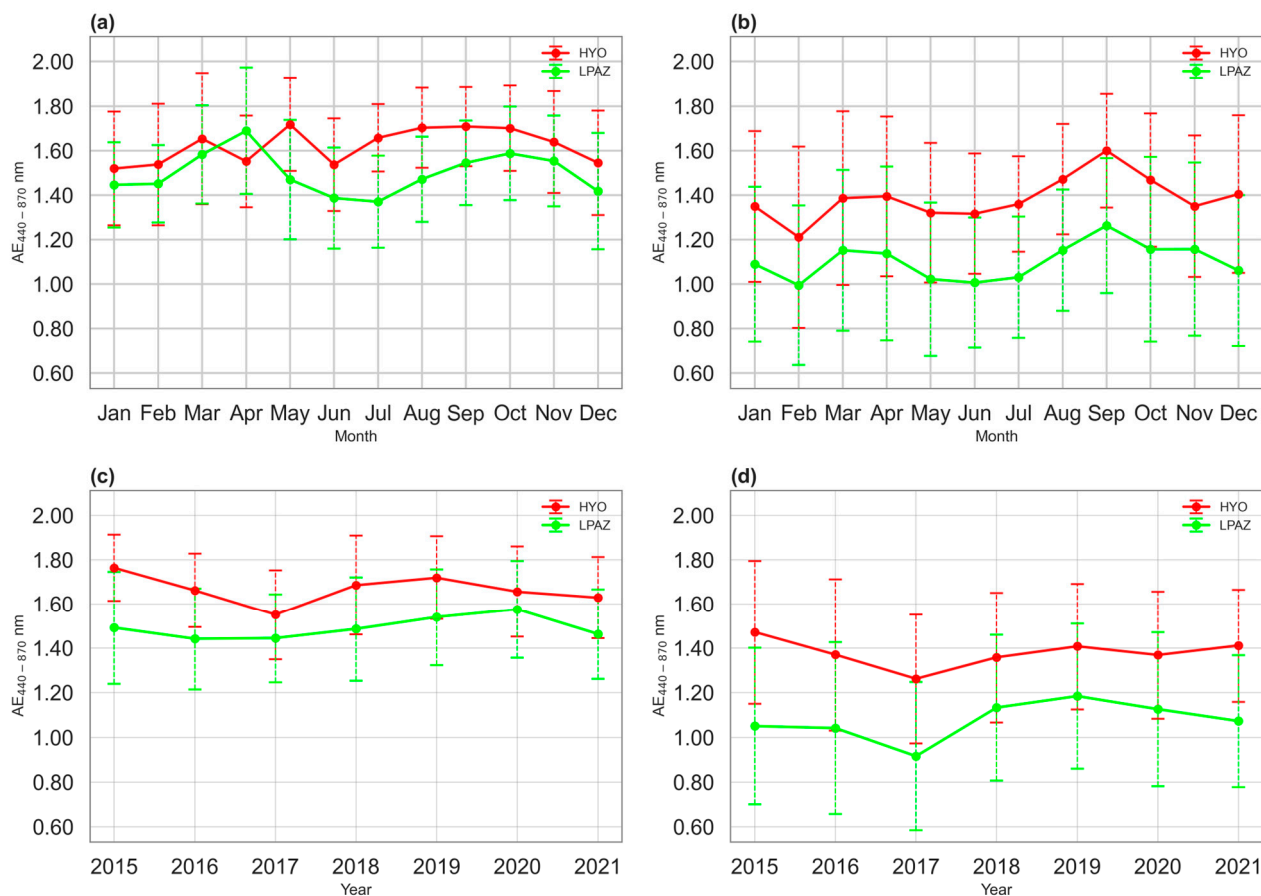 (a)
HYO
LPAZ
2.00
1.80
1.60
1.40
1.20
1.00
0.80
0.60
AE440 – 870 nm
Jan Feb Mar Apr May Jun Jul Aug Sep Oct Nov Dec
Month
(b)
HYO
LPAZ
2.00
1.80
1.60
1.40
1.20
1.00
0.80
0.60
AE440 – 870 nm
Jan Feb Mar Apr May Jun Jul Aug Sep Oct Nov Dec
Month
(c)
HYO
LPAZ
2.00
1.80
1.60
1.40
1.20
1.00
0.80
0.60
AE440 – 870 nm
2015 2016 2017 2018 2019 2020 2021
Year
(d)
HYO
LPAZ
2.00
1.80
1.60
1.40
1.20
1.00
0.80
0.60
AE440 – 870 nm
2015 2016 2017 2018 2019 2020 2021
Year